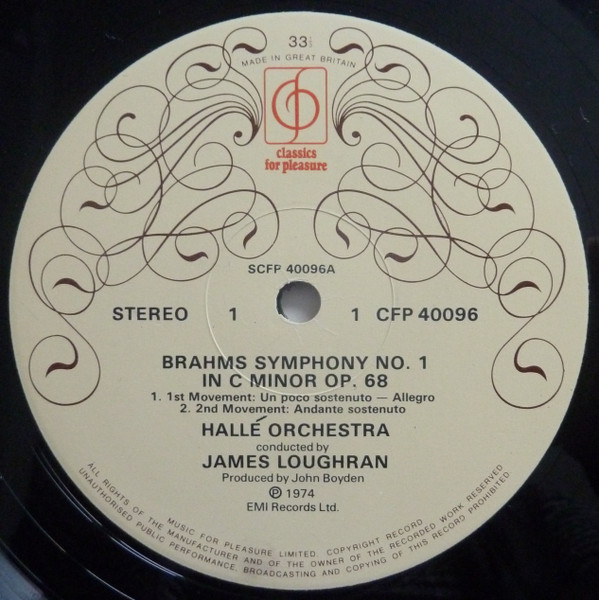 33⅓
MADE IN GREAT BRITAIN
classics
for pleasure
SCFP 40096A
STEREO 1 1 CFP 40096
BRAHMS SYMPHONY NO. 1
IN C MINOR OP. 68
1. 1st Movement: Un poco sostenuto — Allegro
2. 2nd Movement: Andante sostenuto
HALLÉ ORCHESTRA
conducted by
JAMES LOUGHRAN
Produced by John Boyden
℗ 1974
EMI Records Ltd.
MUSIC FOR PLEASURE LIMITED. COPYRIGHT RECORD
ALL RIGHTS OF THE MANUFACTURER AND OF THE OWNER OF THE RECORDED WORK RESERVED
UNAUTHORISED PUBLIC PERFORMANCE, BROADCASTING AND COPYING OF THIS RECORD PROHIBITED